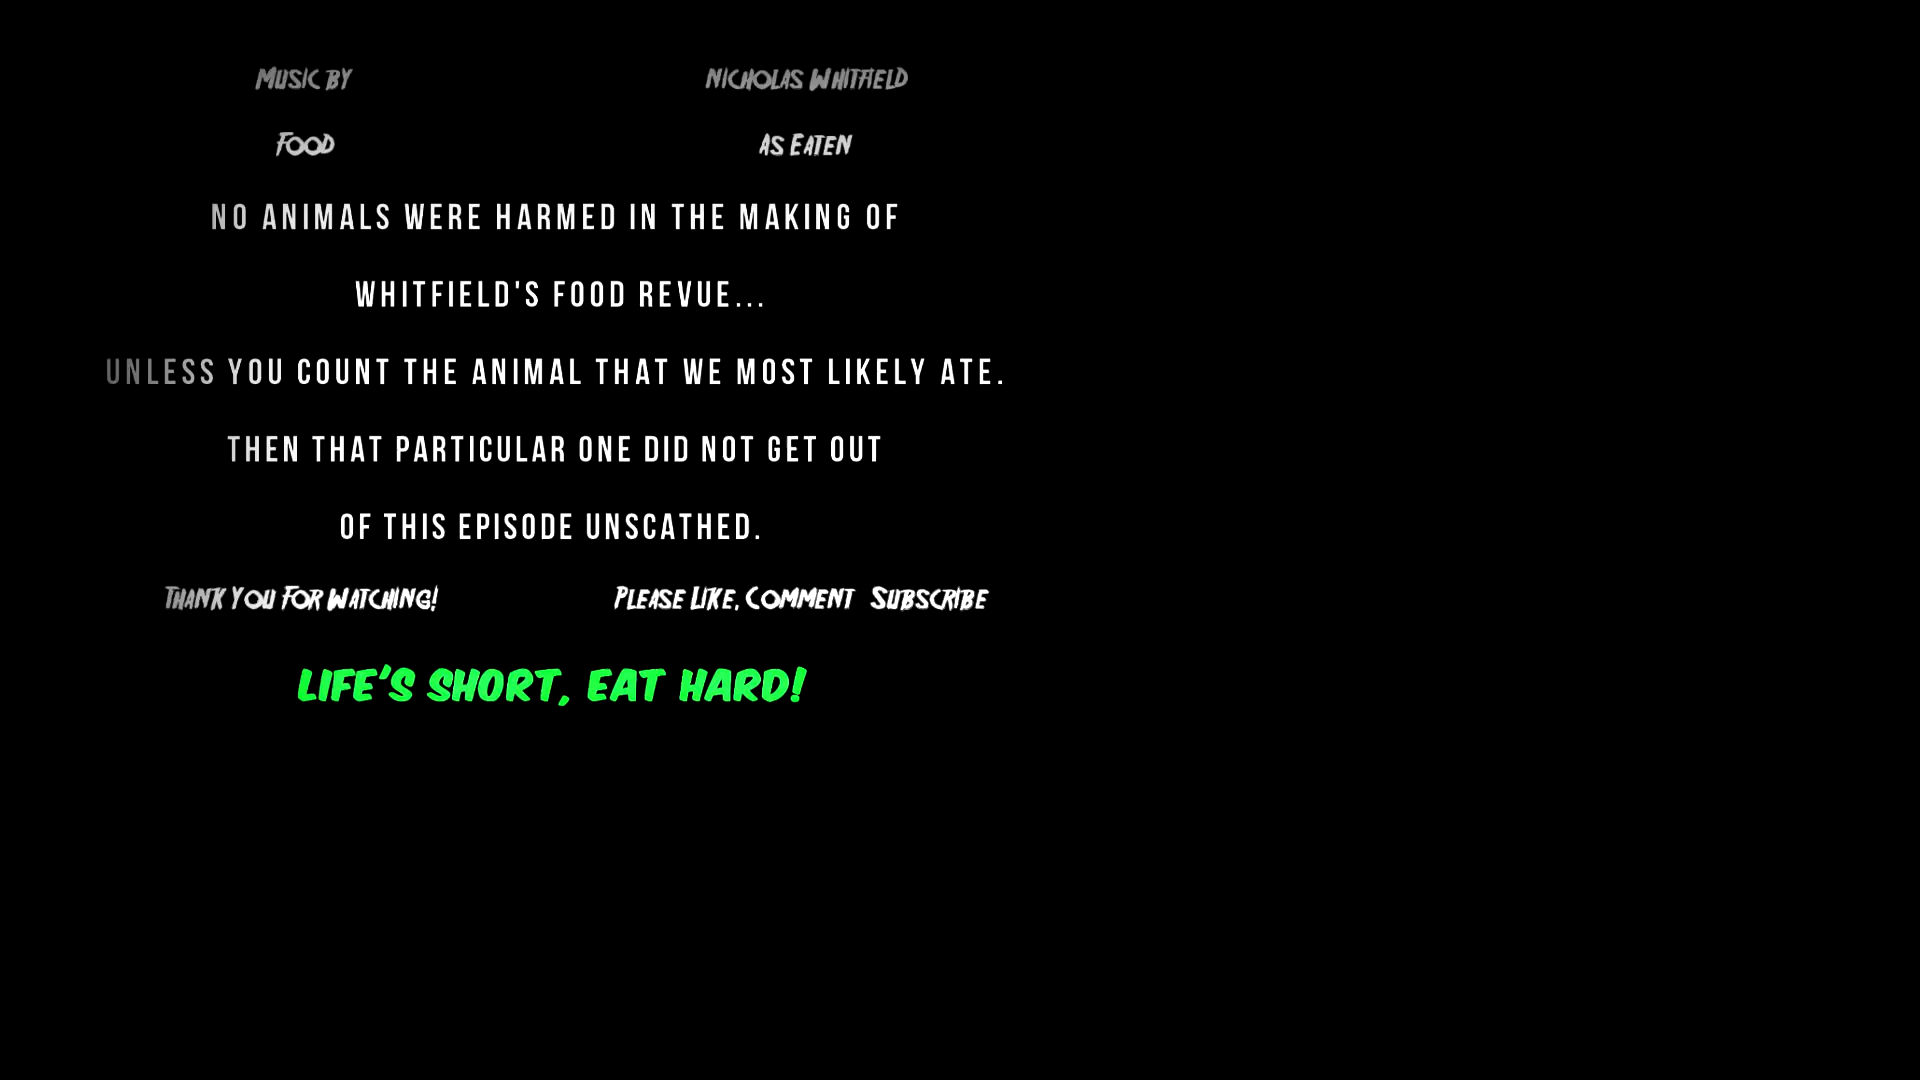 Music by Nicholas Whitfield
Food As Eaten
NO ANIMALS WERE HARMED IN THE MAKING OF
WHITFIELD'S FOOD REVUE...
UNLESS YOU COUNT THE ANIMAL THAT WE MOST LIKELY ATE.
THEN THAT PARTICULAR ONE DID NOT GET OUT
OF THIS EPISODE UNSCATHED.
Thank You For Watching! Please Like, Comment Subscribe
LIFE'S SHORT, EAT HARD!